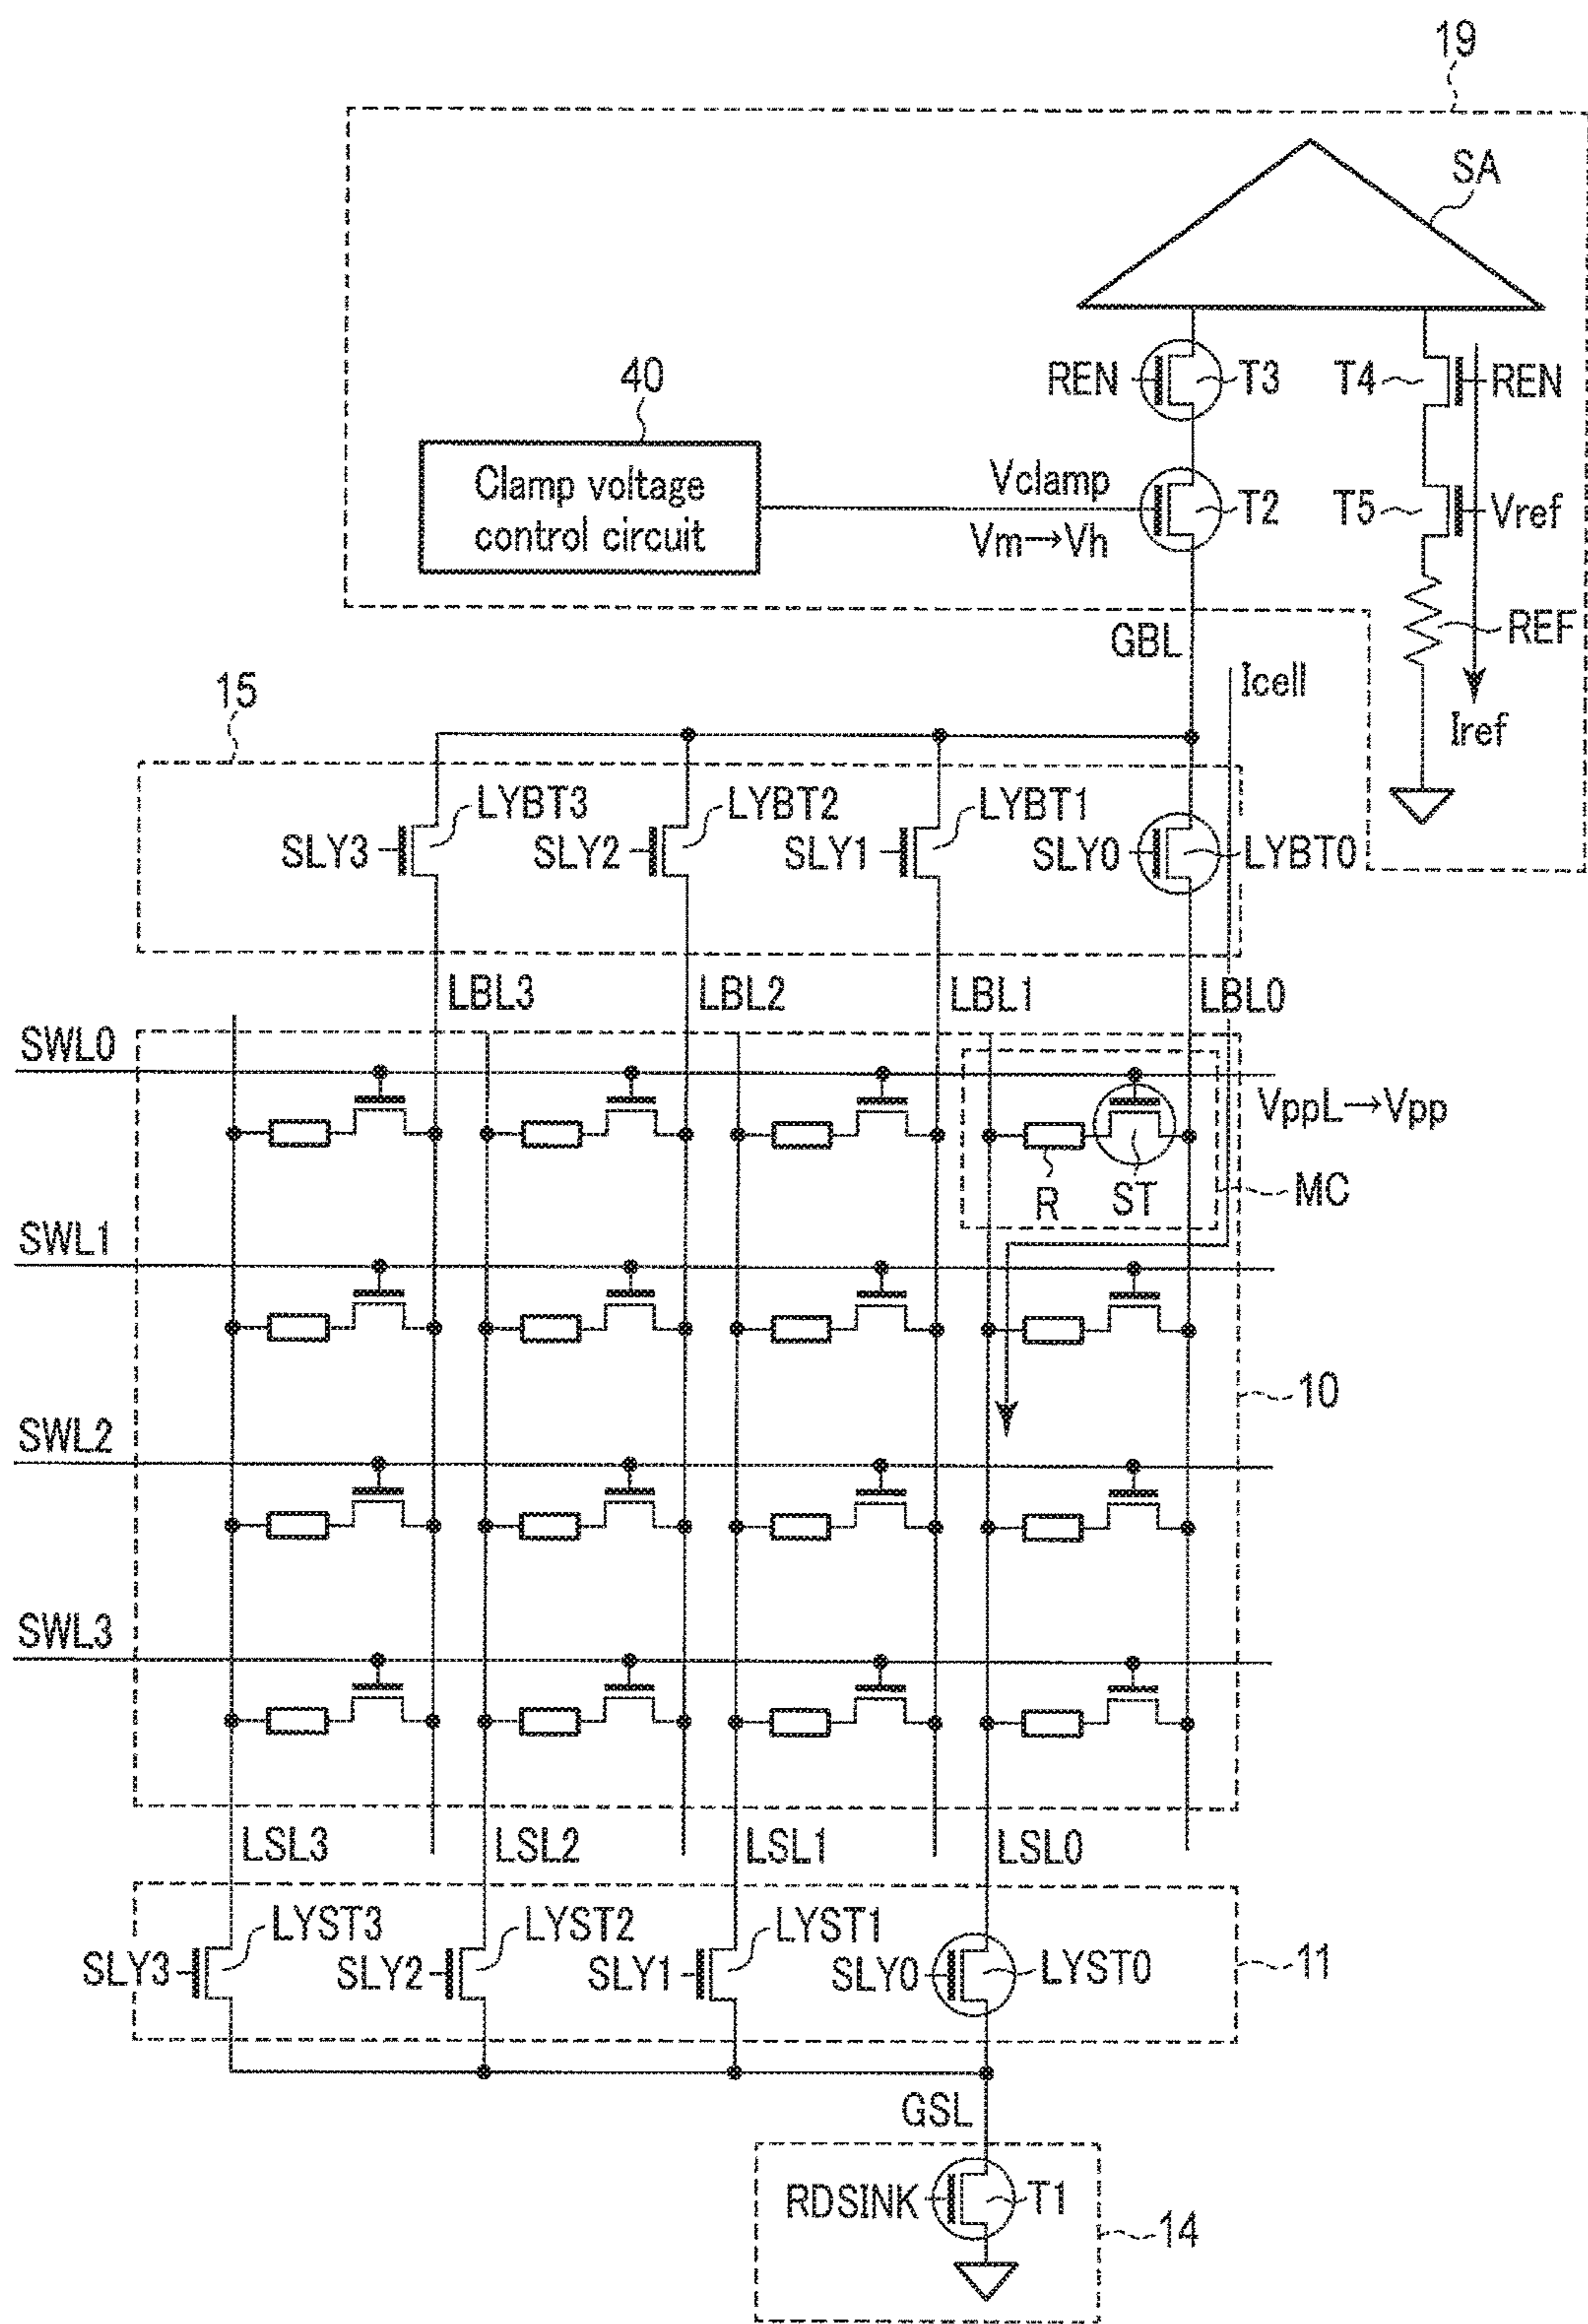 19
SA
REN
T3
T4
REN
40
Clamp voltage
control circuit
Vclamp
Vm→Vh
T2
T5
Vref
REF
GBL
Icell
Iref
15
LYBT3
LYBT2
LYBT1
SLY3
SLY2
SLY1
SLY0
LYBT0
LBL3
LBL2
LBL1
LBL0
SWL0
VppL→Vpp
R
ST
MC
SWL1
10
SWL2
SWL3
LSL3
LSL2
LSL1
LSL0
LYST3
LYST2
LYST1
SLY3
SLY2
SLY1
SLY0
LYST0
11
GSL
RDSINK
T1
14